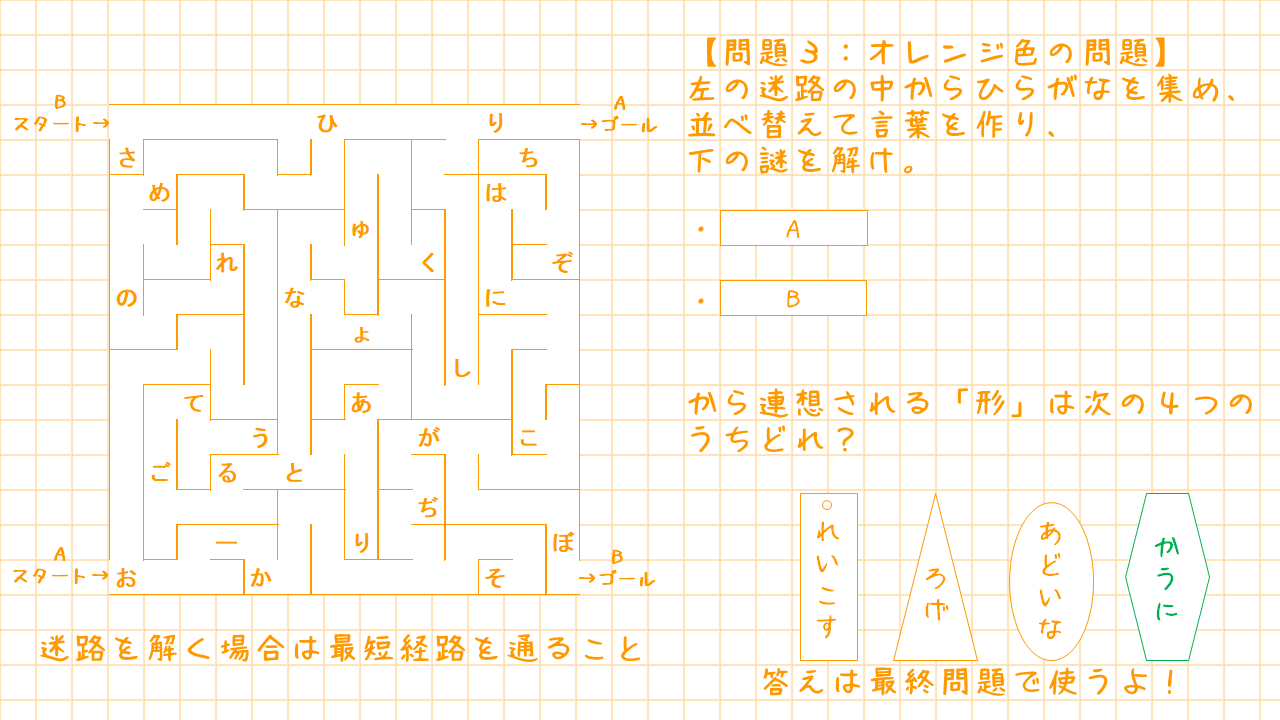 【問題３：オレンジ色の問題】
左の迷路の中からひらがなを集め、
並べ替えて言葉を作り、
下の謎を解け。
・ A
・ B
から連想される「形」は次の４つの
うちどれ？
れいこす
ろげ
あどいな
かうに
答えは最終問題で使うよ！
B
スタート→
A
→ゴール
ひ り
さ ち
め は
ゅ
れ く ぞ
の な に
ょ
し
て あ
う が こ
ご る と
ぢ
ー り ぼ
A
スタート→
お か そ
B
→ゴール
迷路を解く場合は最短経路を通ること